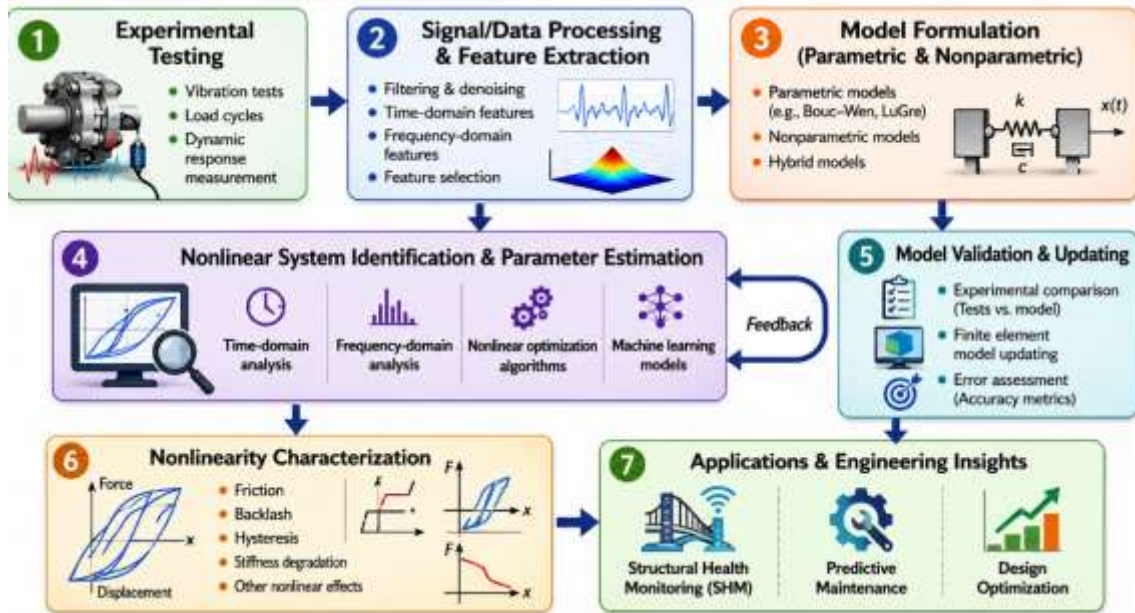 1
Experimental
Testing
Vibration tests
Load cycles
Dynamic
response
measurement
2
Signal/Data Processing
& Feature Extraction
Filtering & denoising
Time-domain features
Frequency-domain
features
Feature selection
3
Model Formulation
(Parametric & Nonparametric)
Parametric models
(e.g., Bouc–Wen, LuGre)
Nonparametric models
Hybrid models
k
x(t)
c
4
Nonlinear System Identification & Parameter Estimation
Time-domain
analysis
Frequency-domain
analysis
Nonlinear optimization
algorithms
Machine learning
models
Feedback
5
Model Validation & Updating
Experimental comparison
(Tests vs. model)
Finite element
model updating
Error assessment
(Accuracy metrics)
6
Nonlinearity Characterization
Force
x
Displacement
Friction
Backlash
Hysteresis
Stiffness degradation
Other nonlinear effects
F
x
F
x
7
Applications & Engineering Insights
Structural Health
Monitoring (SHM)
Predictive
Maintenance
Design
Optimization